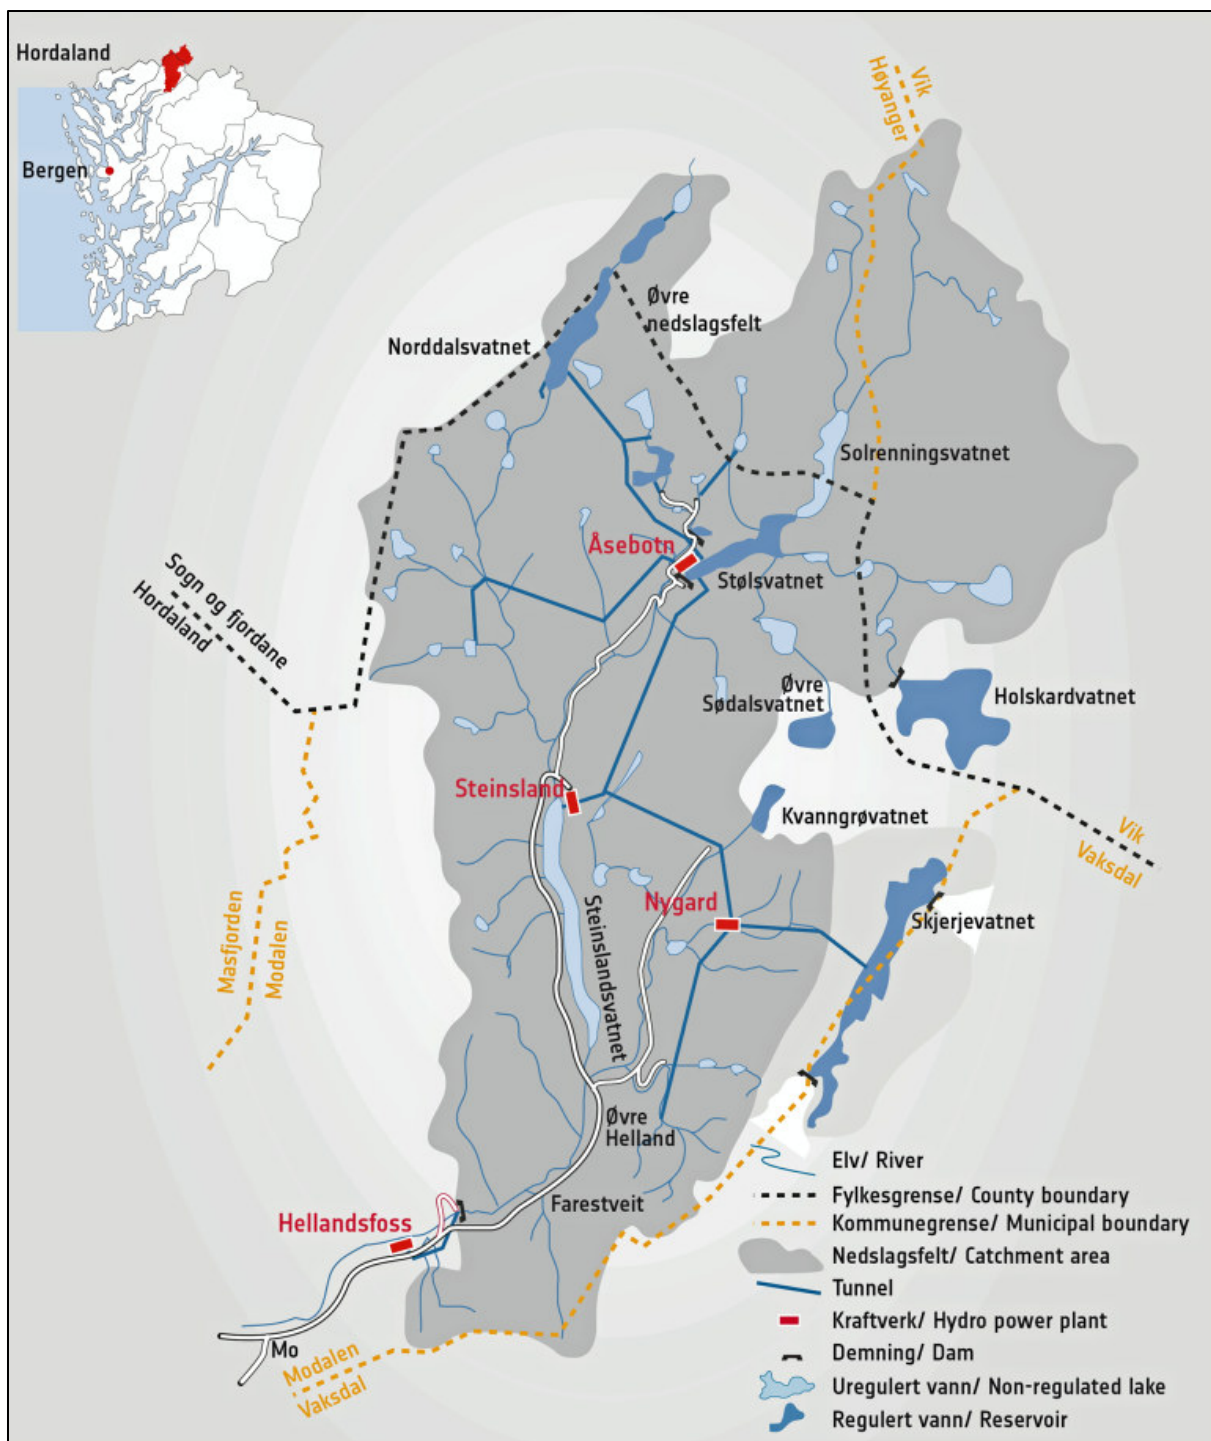 Hordaland
Bergen
Vik
Høyanger
Øvre
nedslagsfelt
Norddalsvatnet
Solrenningsvatnet
Åsebotn
Stølsvatnet
Sogn og fjordane
Hordaland
Øvre
Sødalsvatnet
Holskardvatnet
Steinsland
Kvanngrøvatnet
Vik
Vaksdal
Masfjorden
Modalen
Steinslandsvatnet
Nygard
Skjerjevatnet
Øvre
Helland
Farestveit
Hellandsfoss
Mo
Modalen
Vaksdal
Elv/ River
Fylkesgrense/ County boundary
Kommunegrense/ Municipal boundary
Nedslagsfelt/ Catchment area
Tunnel
Kraftverk/ Hydro power plant
Demning/ Dam
Uregulert vann/ Non-regulated lake
Regulert vann/ Reservoir